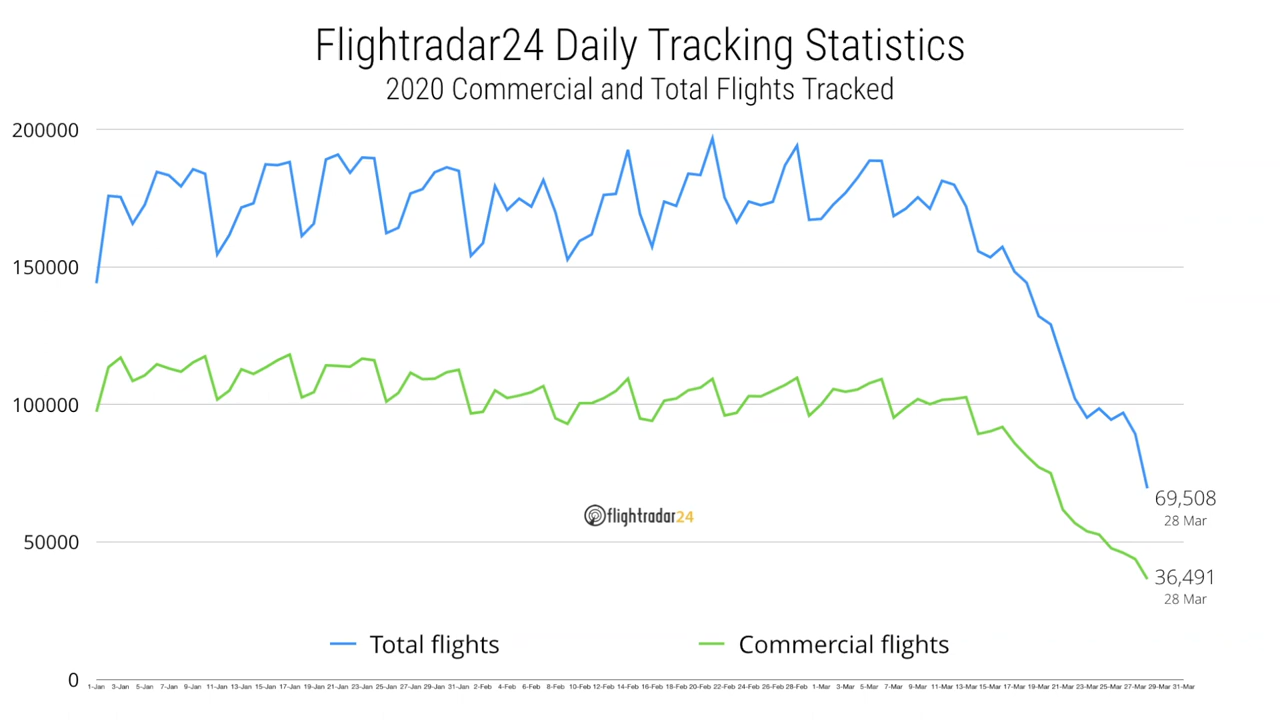 Flightradar24 Daily Tracking Statistics
2020 Commercial and Total Flights Tracked
200000
150000
100000
50000
0
69,508
28 Mar
36,491
28 Mar
flightradar24
Total flights
Commercial flights
1-Jan 3-Jan 5-Jan 7-Jan 9-Jan 11-Jan 13-Jan 15-Jan 17-Jan 19-Jan 21-Jan 23-Jan 25-Jan 27-Jan 29-Jan 31-Jan 2-Feb 4-Feb 6-Feb 8-Feb 10-Feb 12-Feb 14-Feb 16-Feb 18-Feb 20-Feb 22-Feb 24-Feb 26-Feb 28-Feb 1-Mar 3-Mar 5-Mar 7-Mar 9-Mar 11-Mar 13-Mar 15-Mar 17-Mar 19-Mar 21-Mar 23-Mar 25-Mar 27-Mar 29-Mar 31-Mar